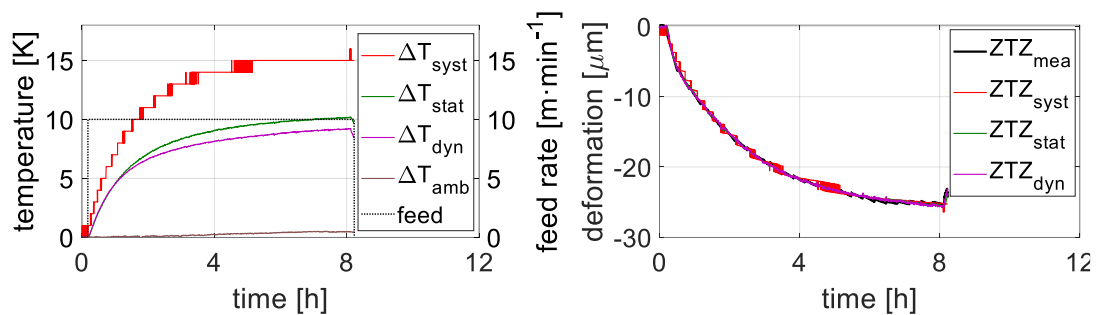 temperature [K]
15
10
5
0
0
4
8
12
time [h]
ΔT_syst
ΔT_stat
ΔT_dyn
ΔT_amb
feed
15
10
5
0
feed rate [m·min⁻¹]
deformation [μm]
0
-10
-20
-30
0
4
8
12
time [h]
ZTZ_mea
ZTZ_syst
ZTZ_stat
ZTZ_dyn